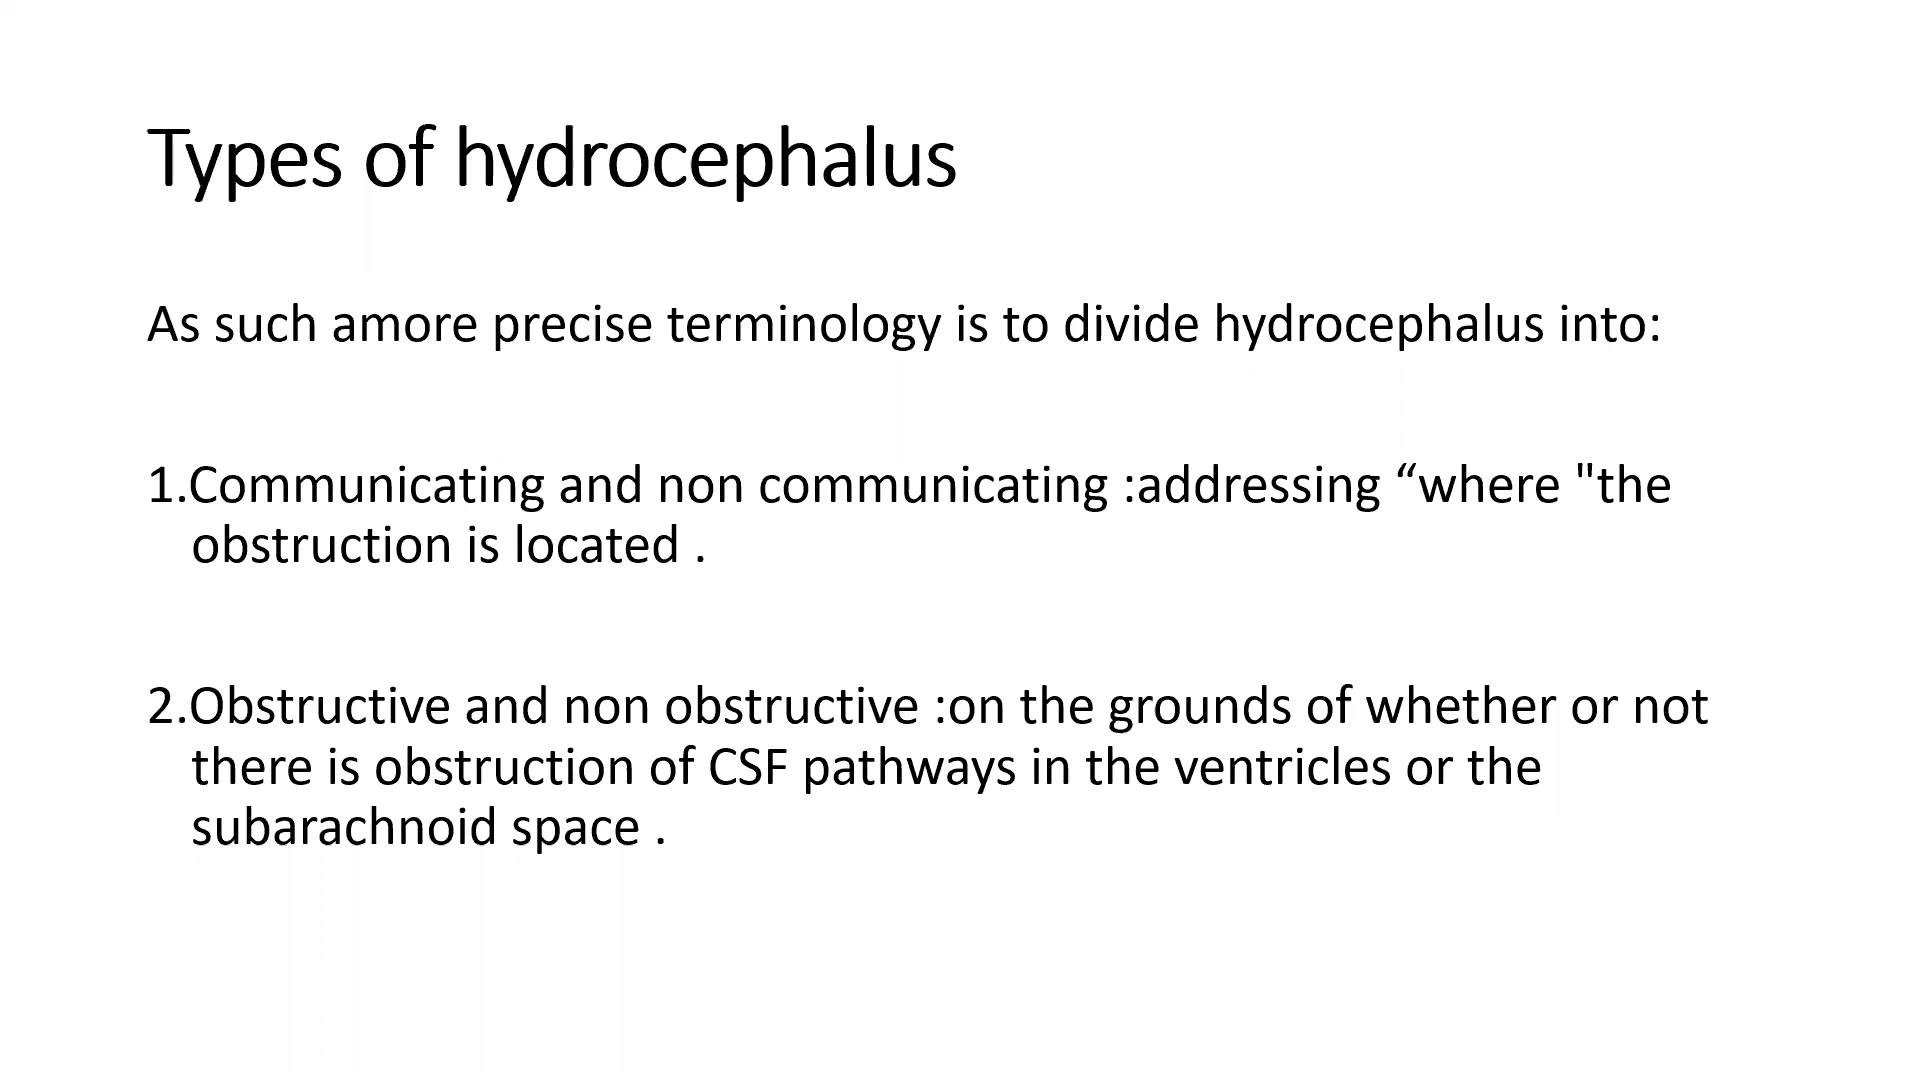 Types of hydrocephalus
As such amore precise terminology is to divide hydrocephalus into:
1.Communicating and non communicating :addressing “where "the
obstruction is located .
2.Obstructive and non obstructive :on the grounds of whether or not
there is obstruction of CSF pathways in the ventricles or the
subarachnoid space .